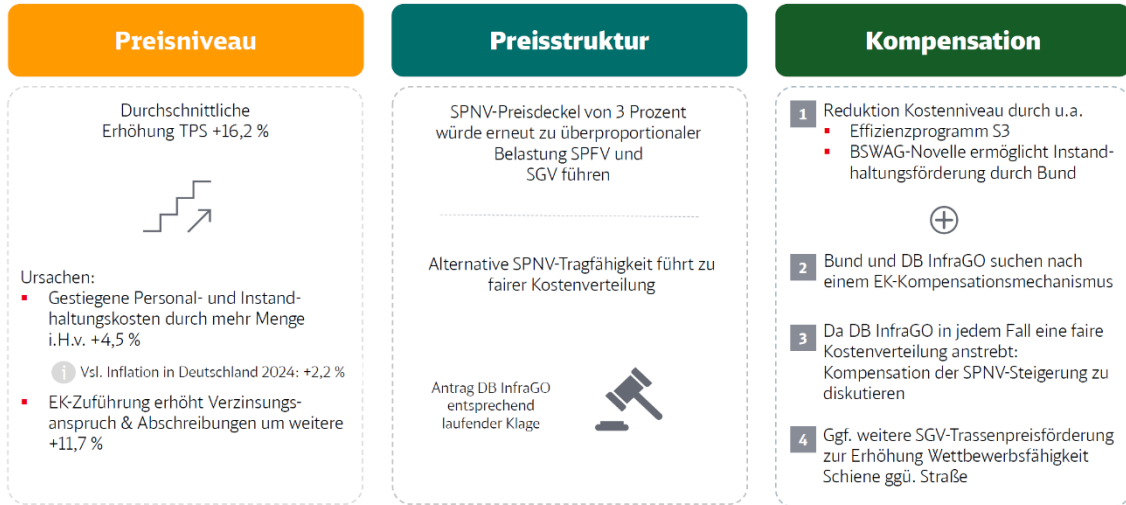 Preisniveau
Durchschnittliche
Erhöhung TPS +16,2 %
Ursachen:
Gestiegene Personal- und Instand-
haltungskosten durch mehr Menge
i.H.v. +4,5 %
i Vsl. Inflation in Deutschland 2024: +2,2 %
EK-Zuführung erhöht Verzinsungs-
anspruch & Abschreibungen um weitere
+11,7 %
Preisstruktur
SPNV-Preisdeckel von 3 Prozent
würde erneut zu überproportionaler
Belastung SPFV und
SGV führen
Alternative SPNV-Tragfähigkeit führt zu
fairer Kostenverteilung
Antrag DB InfraGO
entsprechend
laufender Klage
Kompensation
1 Reduktion Kostenniveau durch u.a.
Effizienzprogramm S3
BSWAG-Novelle ermöglicht Instand-
haltungsförderung durch Bund
2 Bund und DB InfraGO suchen nach
einem EK-Kompensationsmechanismus
3 Da DB InfraGO in jedem Fall eine faire
Kostenverteilung anstrebt:
Kompensation der SPNV-Steigerung zu
diskutieren
4 Ggf. weitere SGV-Trassenpreisförderung
zur Erhöhung Wettbewerbsfähigkeit
Schiene ggü. Straße